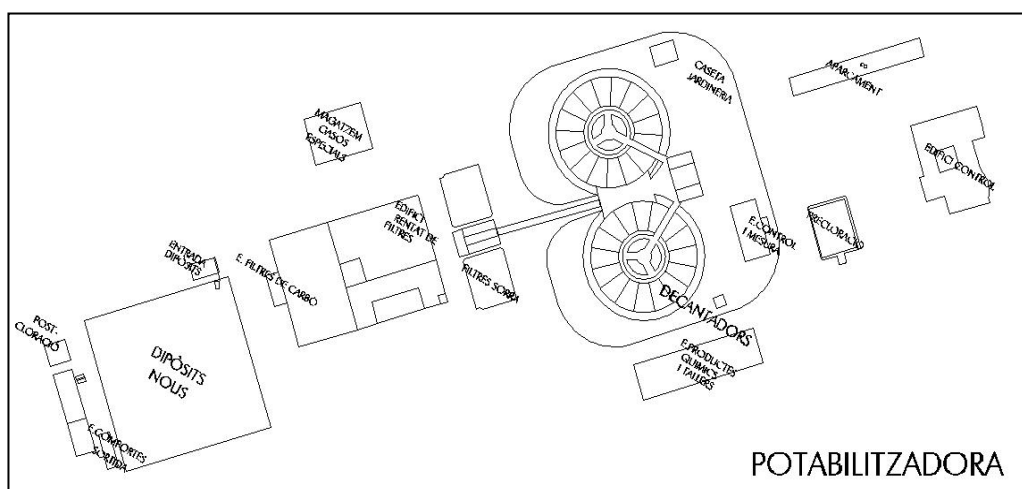 CASETA
JARDINERIA
APARCAMENT
MAGATZEM
GASOS
ESPECIALS
EDIFICI CONTROL
EDIFICI
RENTAT DE
FILTRES
E.CONTROL
I MESURA
PRECLORACIÓ
ENTRADA
DIPÒSITS
E. FILTRES DE CARBÓ
FILTRES SORRA
DECANTADORS
POST-
CLORACIÓ
DIPÒSITS
NOUS
E.PRODUCTES
QUIMICS
I TALLERS
E.COMPORTES
SORTIDA
POTABILITZADORA